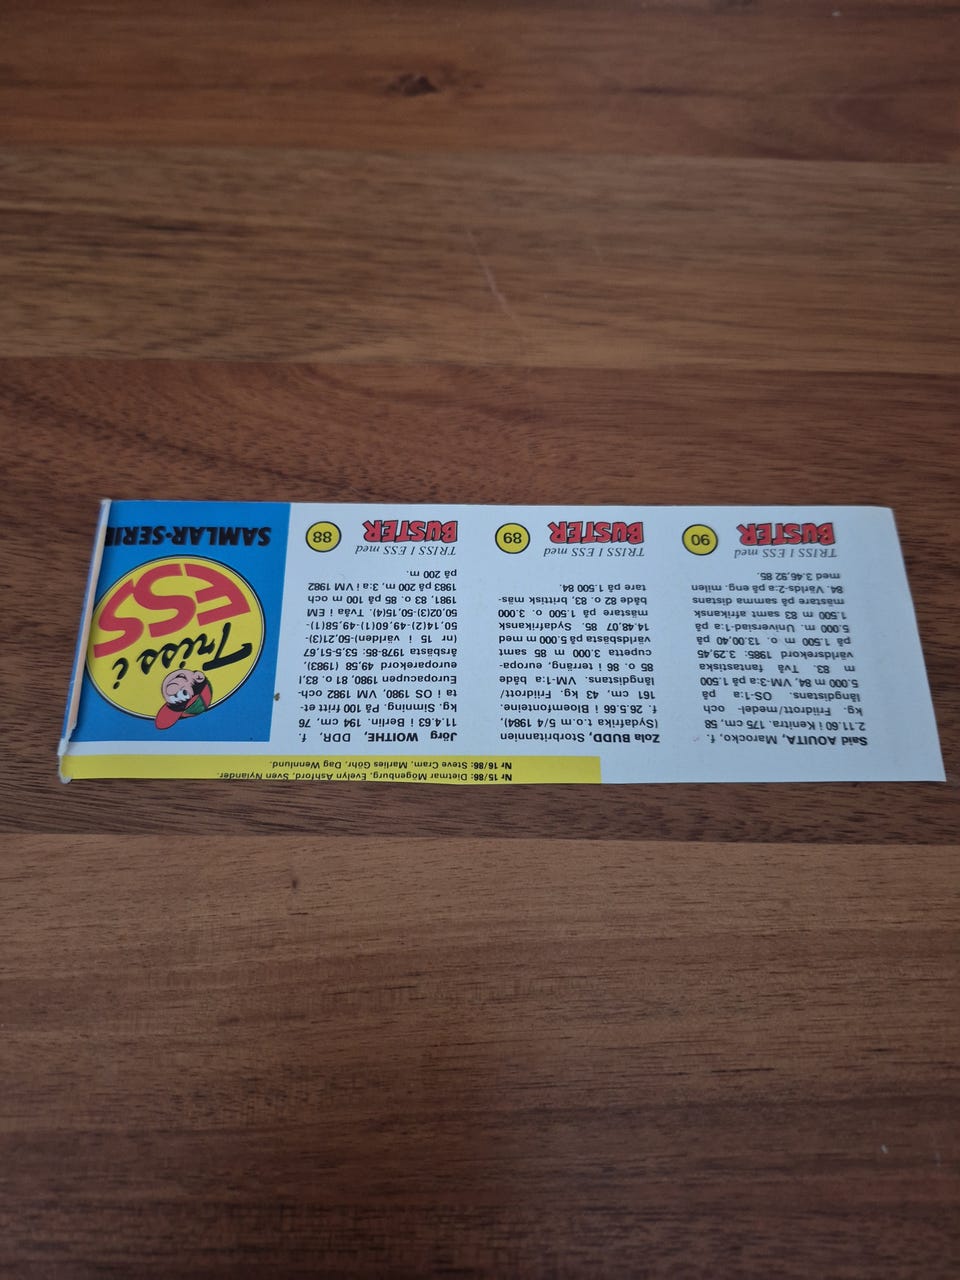 Nr 15/86: Dietmar Mögenburg, Evelyn Ashford, Sven Nylander.
Nr 16/86: Steve Cram, Marlies Göhr, Dag Wennlund.
Said AOUITA, Marocko, f.
2.11.60 i Kenitra. 175 cm, 58
kg. Friidrott/medel- och
långdistans. OS-1:a på
5.000 m 84, VM-3:a på 1.500
m 83. Två fantastiska
världsrekord 1985: 3.29,45
på 1.500 m o. 13.00,40 på
5.000 m. Universiad-1:a på
1.500 m 83 samt afrikansk
mästare på samma distans
84. Världs-2:a på eng. milen
med 3.46,92 85.
TRISS I ESS med
BUSTER
90
Zola BUDD, Storbritannien
(Sydafrika t.o.m 5/4 1984),
f. 26.5.66 i Bloemfonteine.
161 cm, 43 kg. Friidrott/
långdistans. VM-1:a både
85 o. 86 i terräng, europa-
cupetta 3.000 m 85 samt
världsbästa på 5.000 m med
14.48,07 85. Sydafrikansk
mästare på 1.500 o. 3.000
både 82 o. 83, brittisk mäs-
tare på 1.500 84.
TRISS I ESS med
BUSTER
89
Jörg WOITHE, DDR, f.
11.4.63 i Berlin. 194 cm, 76
kg. Simning. På 100 fritt et-
ta i OS 1980, VM 1982 och
Europacupen 1980, 81 o. 83,
europarekord 49,58 (1983),
årsbästa 1978-85: 53,5-51,67
(nr 15 i världen)-50,21(3)-
50,14(2)-49,60(1)-49,58(1)-
50,02(3)-50,15(4). Två i EM
1981, 83 o. 85 på 100 m och
1983 på 200 m, 3:a i VM 1982
på 200 m.
TRISS I ESS med
BUSTER
88
Triss i
ESS
SAMLAR-SERIE